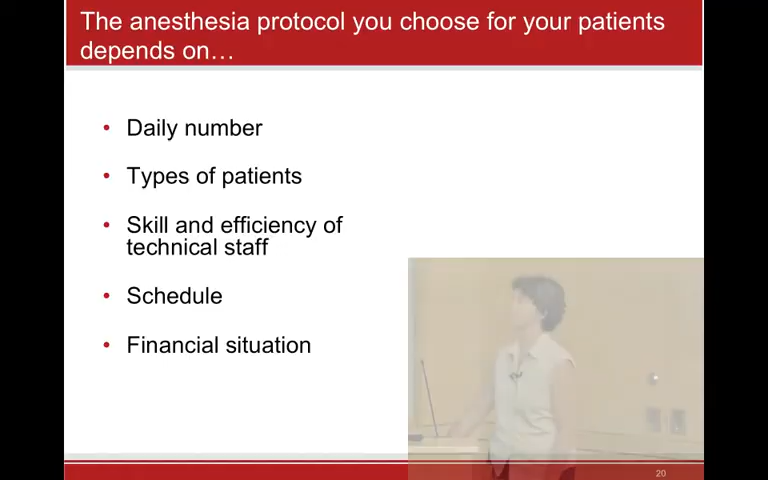 The anesthesia protocol you choose for your patients
depends on…
• Daily number
• Types of patients
• Skill and efficiency of
technical staff
• Schedule
• Financial situation
20